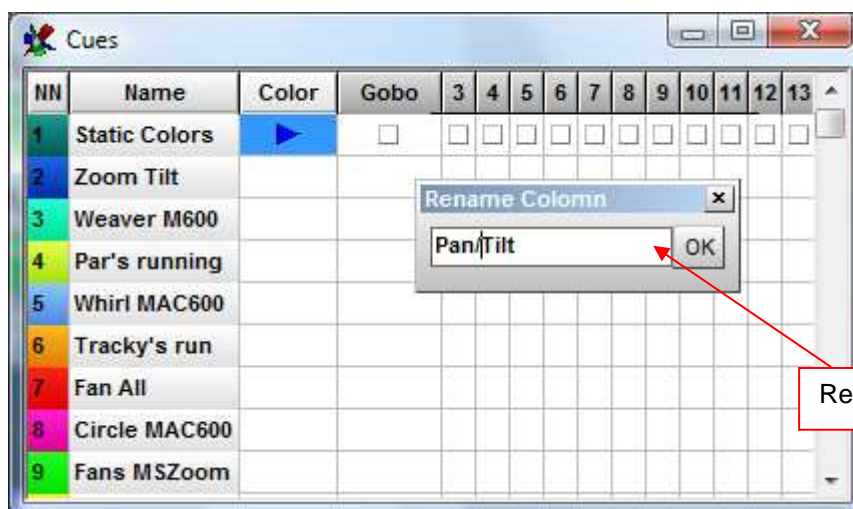 Cues
NN Name Color Gobo 3 4 5 6 7 8 9 10 11 12 13
1 Static Colors
2 Zoom Tilt
Rename Colomn
3 Weaver M600
Pan/Tilt OK
4 Par's running
5 Whirl MAC600
6 Tracky's run
7 Fan All
Re
8 Circle MAC600
9 Fans MSZoom